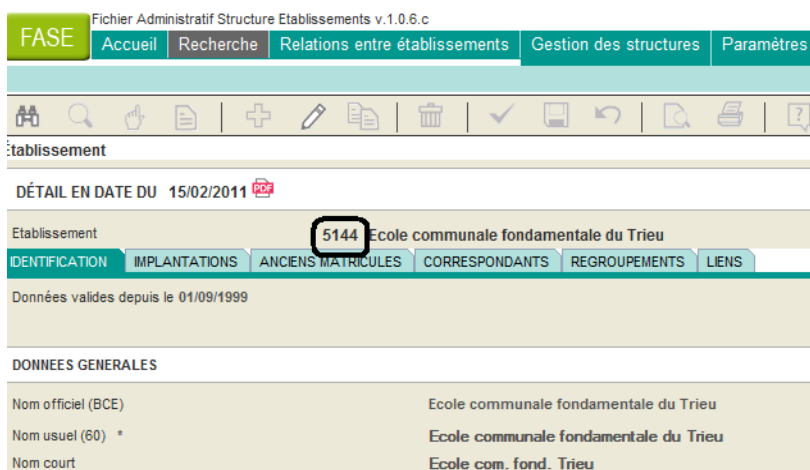 Fichier Administratif Structure Etablissements v.1.0.6.c
FASE
Accueil Recherche Relations entre établissements Gestion des structures Paramètres
Établissement
DÉTAIL EN DATE DU 15/02/2011 PDF
Etablissement 5144 Ecole communale fondamentale du Trieu
IDENTIFICATION IMPLANTATIONS ANCIENS MATRICULES CORRESPONDANTS REGROUPEMENTS LIENS
Données valides depuis le 01/09/1999
DONNEES GENERALES
Nom officiel (BCE) Ecole communale fondamentale du Trieu
Nom usuel (60) * Ecole communale fondamentale du Trieu
Nom court Ecole com. fond. Trieu